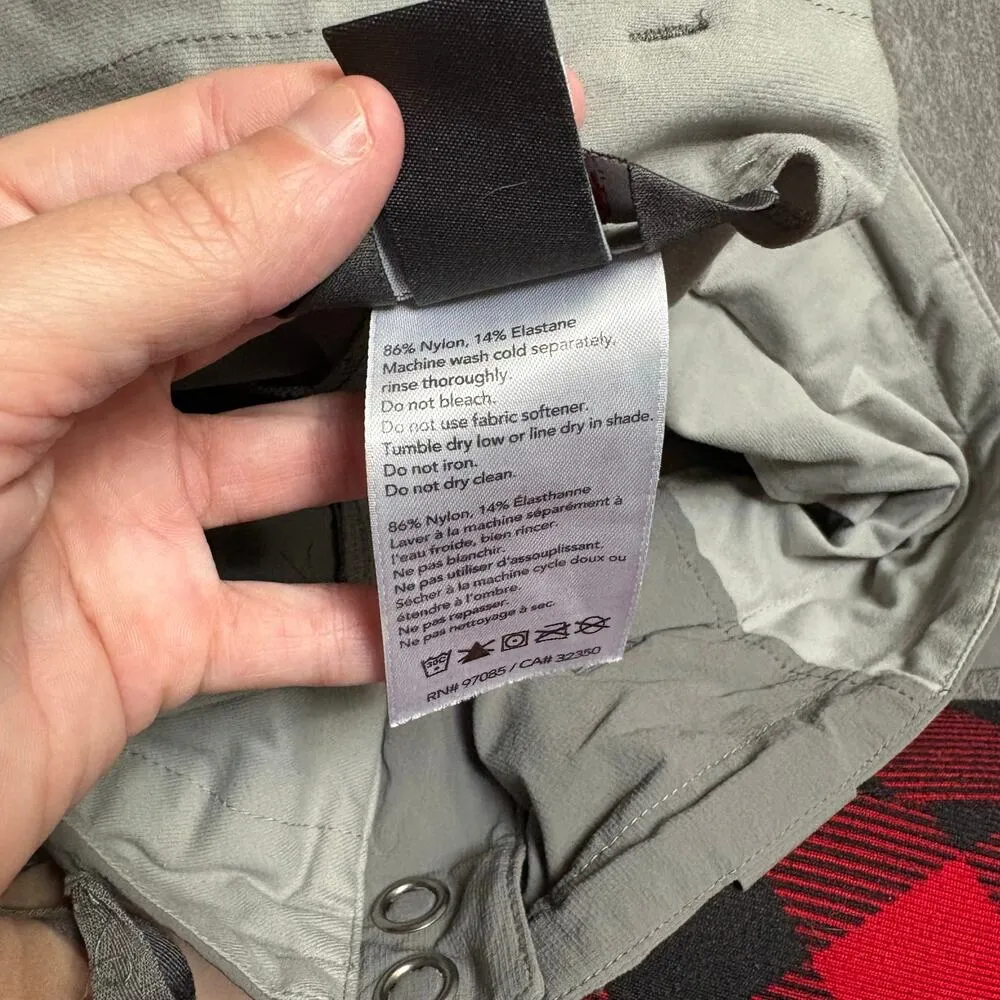 86% Nylon, 14% Elastane
Machine wash cold separately,
rinse thoroughly.
Do not bleach.
Do not use fabric softener.
Tumble dry low or line dry in shade.
Do not iron.
Do not dry clean.
86% Nylon, 14% Élasthanne
Laver à la machine séparément à
l'eau froide, bien rincer.
Ne pas blanchir.
Ne pas utiliser d'assouplissant.
Sécher à la machine cycle doux ou
étendre à l'ombre.
Ne pas repasser.
Ne pas nettoyage à sec.
30C
RN# 97085 / CA# 32350